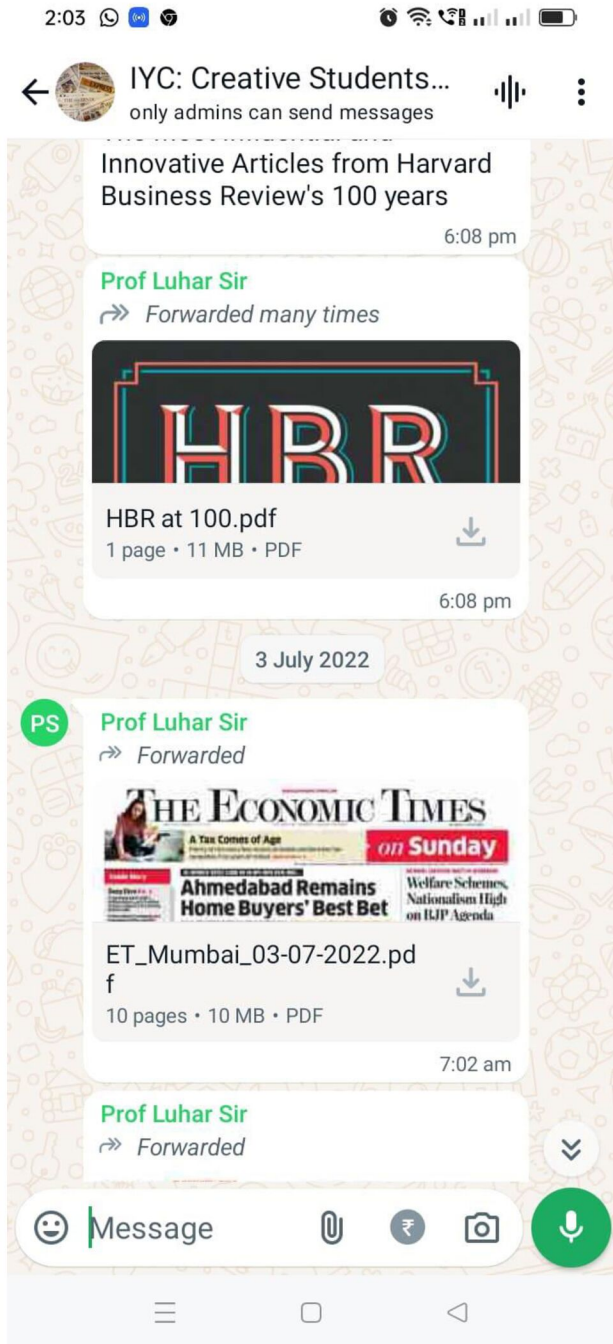 2:03
IYC: Creative Students...
only admins can send messages
Innovative Articles from Harvard
Business Review's 100 years
6:08 pm
Prof Luhar Sir
Forwarded many times
HBR
HBR at 100.pdf
1 page • 11 MB • PDF
6:08 pm
3 July 2022
PS
Prof Luhar Sir
Forwarded
THE ECONOMIC TIMES
A Tax Comes of Age
on Sunday
Ahmedabad Remains
Home Buyers' Best Bet
Welfare Schemes,
Nationalism High
on BJP Agenda
ET_Mumbai_03-07-2022.pd
f
10 pages • 10 MB • PDF
7:02 am
Prof Luhar Sir
Forwarded
Message
₹